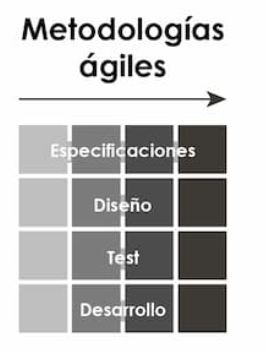 Metodologías
ágiles
Especificaciones
Diseño
Test
Desarrollo